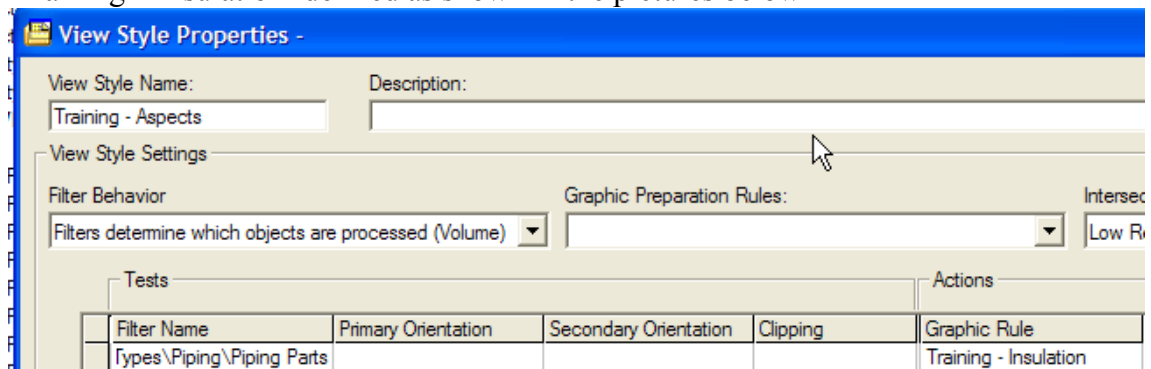 View Style Properties -
View Style Name: Description:
Training - Aspects
View Style Settings
Filter Behavior Graphic Preparation Rules:
Filters determine which objects are processed (Volume)
Tests Actions
Filter Name Primary Orientation Secondary Orientation Clipping Graphic Rule
Types\Piping\Piping Parts Training - Insulation